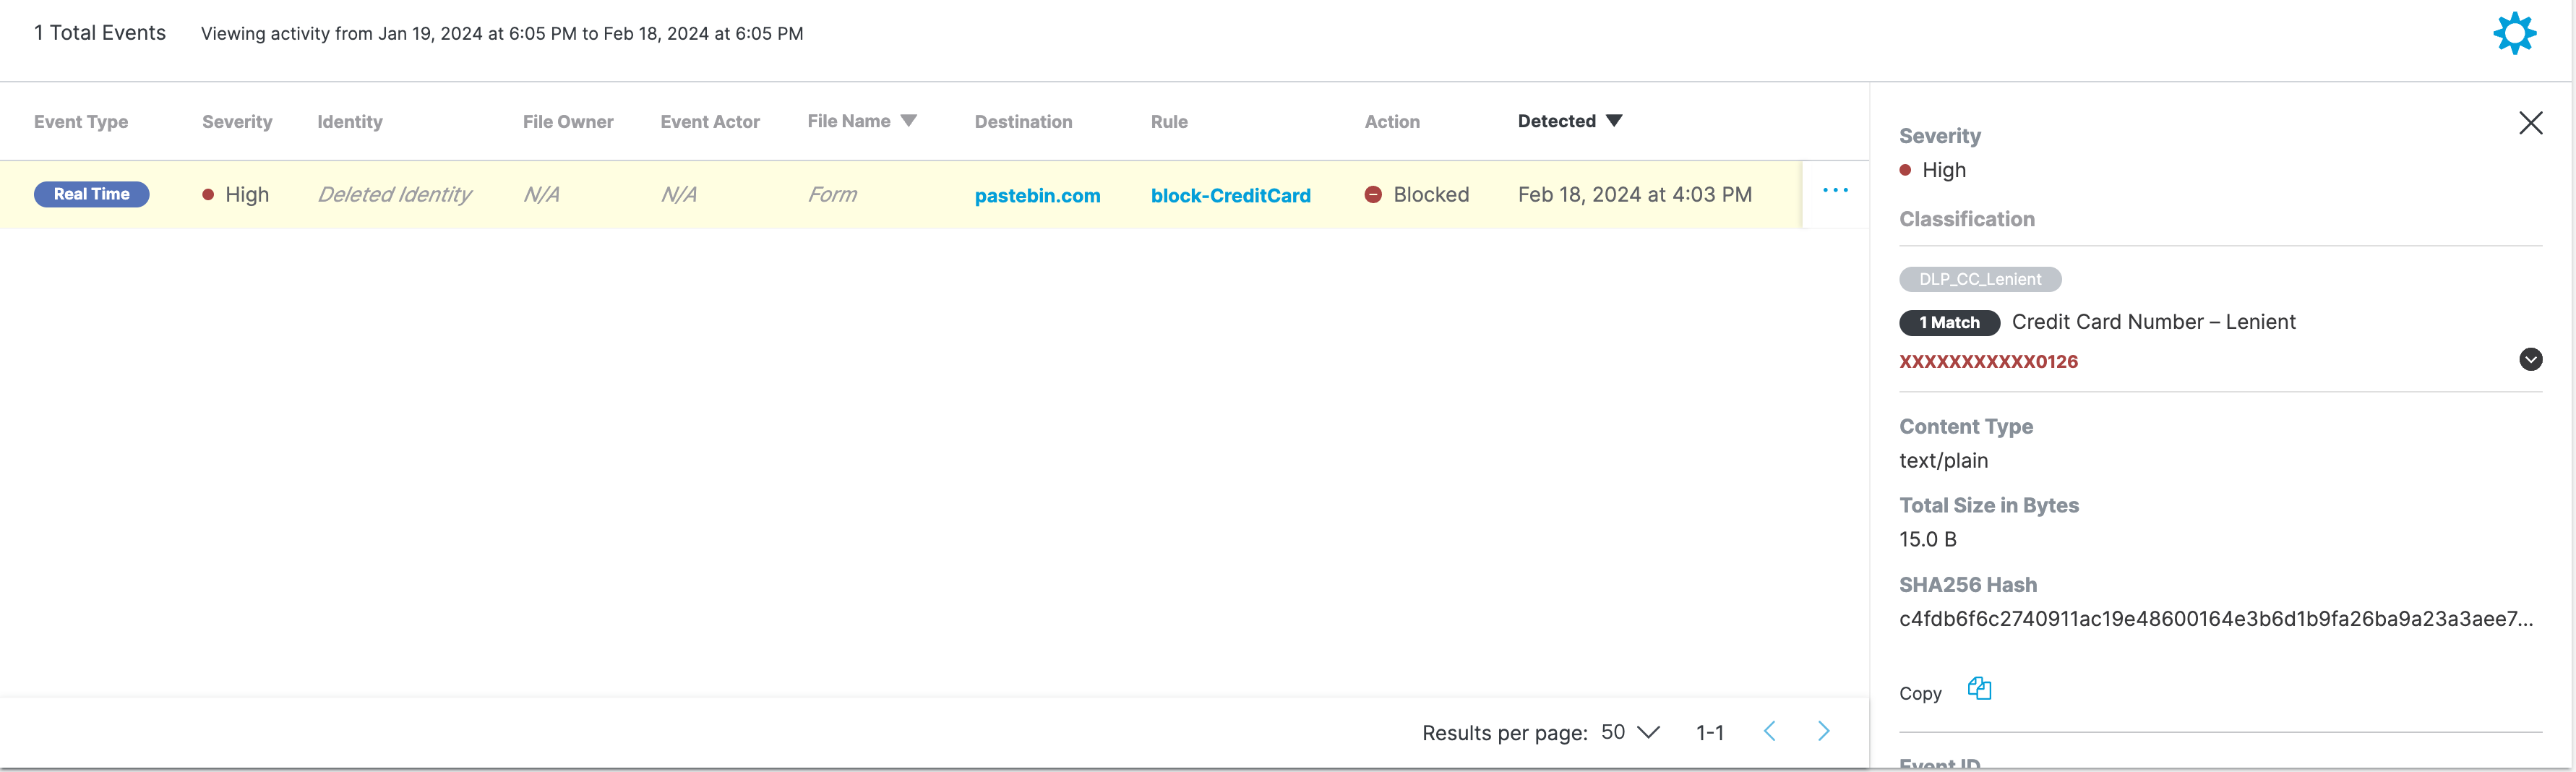 1 Total Events Viewing activity from Jan 19, 2024 at 6:05 PM to Feb 18, 2024 at 6:05 PM
Event Type Severity Identity File Owner Event Actor File Name Destination Rule Action Detected
Real Time High Deleted Identity N/A N/A Form pastebin.com block-CreditCard Blocked Feb 18, 2024 at 4:03 PM
Results per page: 50 1-1
Severity
High
Classification
DLP_CC_Lenient
1 Match Credit Card Number – Lenient
XXXXXXXXXXX0126
Content Type
text/plain
Total Size in Bytes
15.0 B
SHA256 Hash
c4fdb6f6c2740911ac19e48600164e3b6d1b9fa26ba9a23a3aee7...
Copy
Event ID